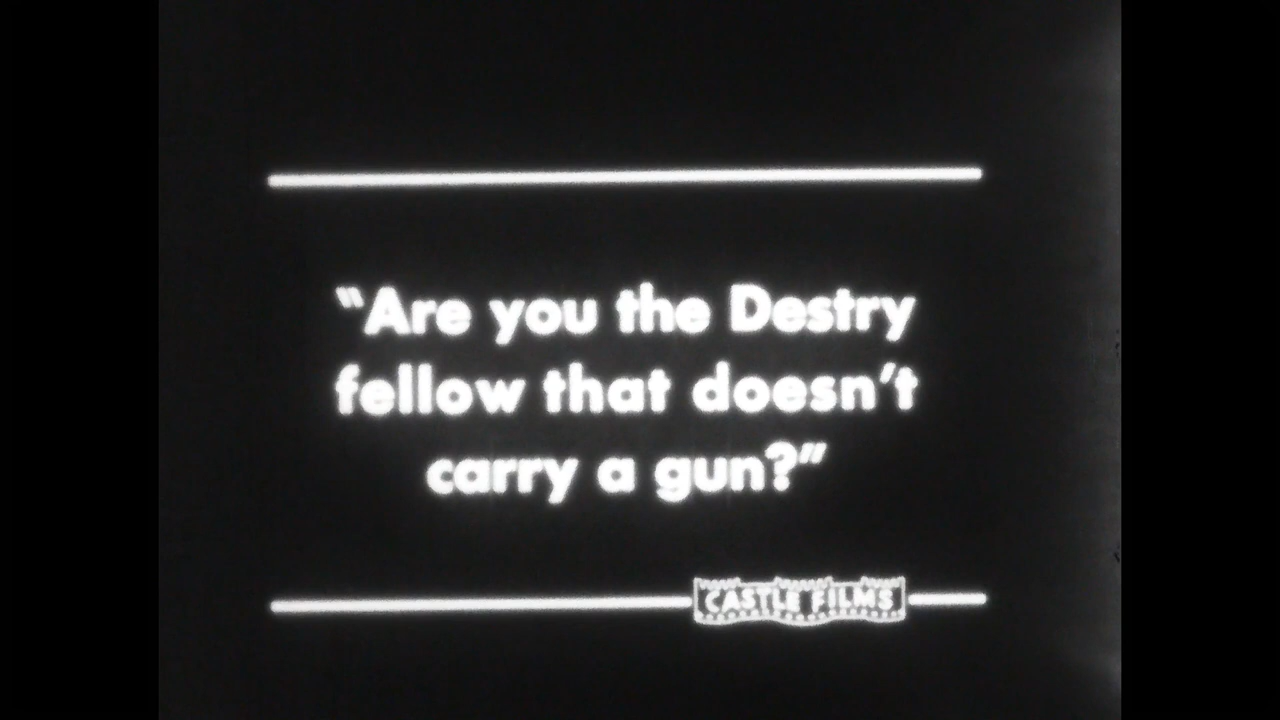 “Are you the Destry
fellow that doesn’t
carry a gun?”
CASTLE FILMS